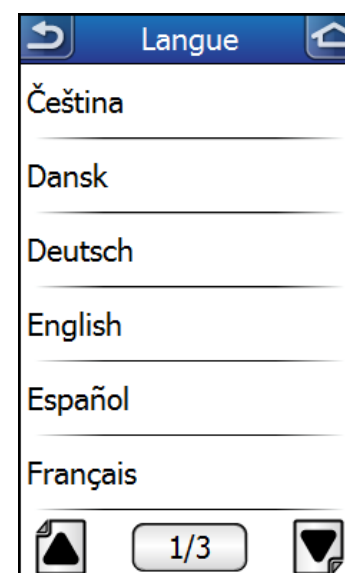 Langue
Čeština
Dansk
Deutsch
English
Español
Français
1/3